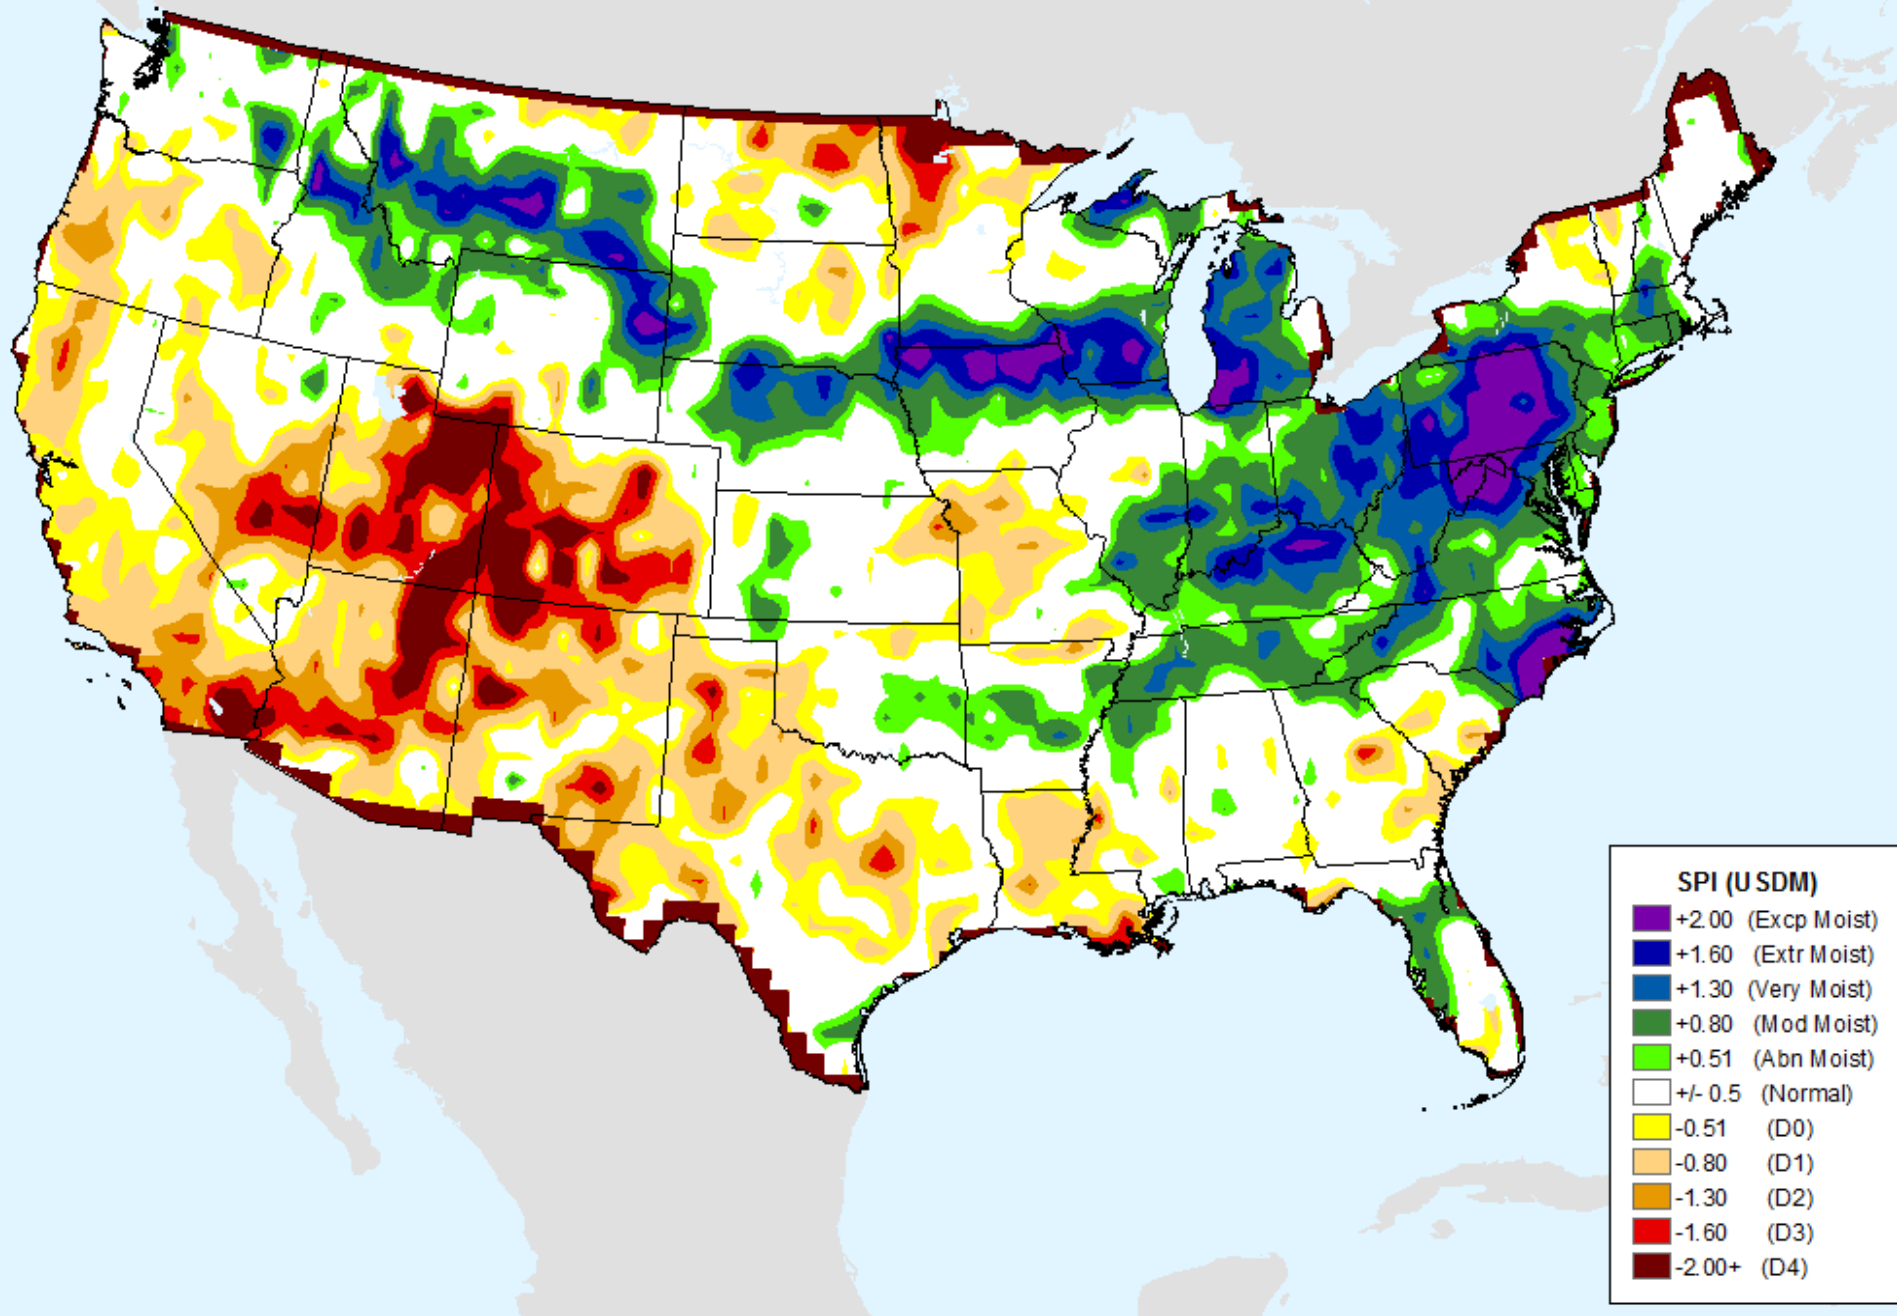 SPI (USDM)
+2.00 (Excp Moist)
+1.60 (Extr Moist)
+1.30 (Very Moist)
+0.80 (Mod Moist)
+0.51 (Abn Moist)
+/- 0.5 (Normal)
-0.51 (D0)
-0.80 (D1)
-1.30 (D2)
-1.60 (D3)
-2.00+ (D4)